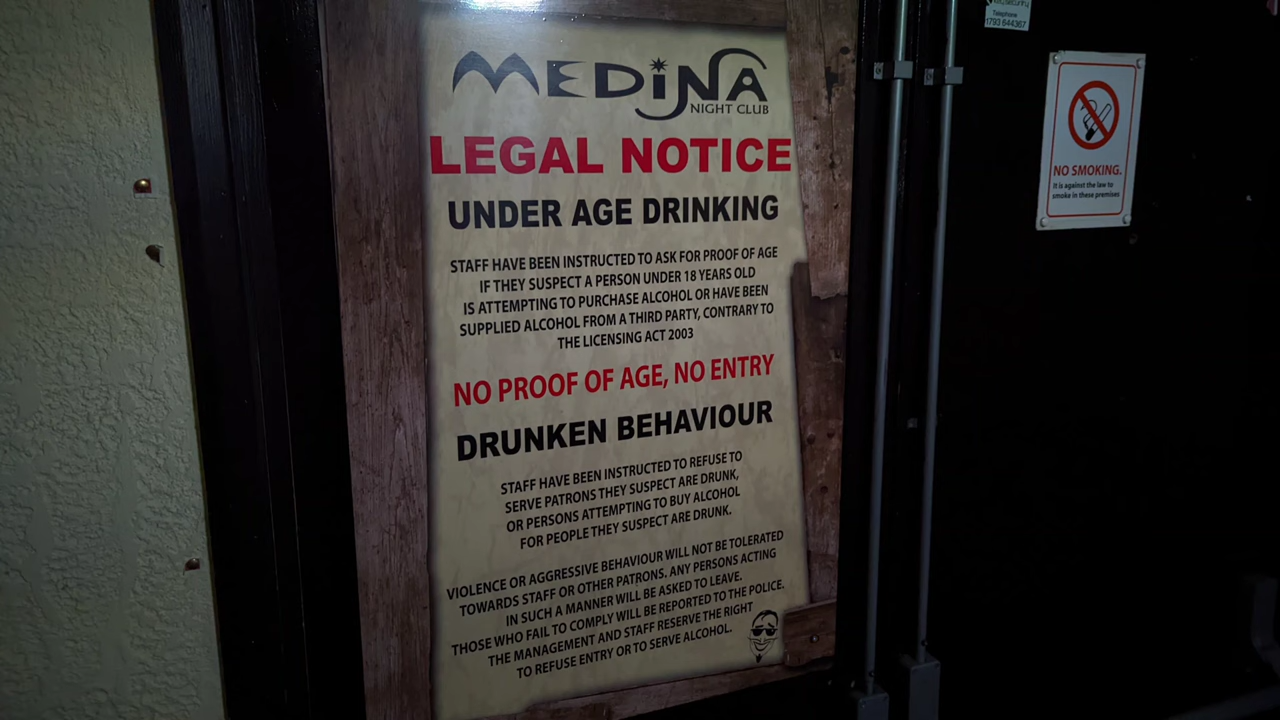 MEDINA
NIGHT CLUB
LEGAL NOTICE
UNDER AGE DRINKING
STAFF HAVE BEEN INSTRUCTED TO ASK FOR PROOF OF AGE
IF THEY SUSPECT A PERSON UNDER 18 YEARS OLD
IS ATTEMPTING TO PURCHASE ALCOHOL OR HAVE BEEN
SUPPLIED ALCOHOL FROM A THIRD PARTY, CONTRARY TO
THE LICENSING ACT 2003
NO PROOF OF AGE, NO ENTRY
DRUNKEN BEHAVIOUR
STAFF HAVE BEEN INSTRUCTED TO REFUSE TO
SERVE PATRONS THEY SUSPECT ARE DRUNK,
OR PERSONS ATTEMPTING TO BUY ALCOHOL
FOR PEOPLE THEY SUSPECT ARE DRUNK.
VIOLENCE OR AGGRESSIVE BEHAVIOUR WILL NOT BE TOLERATED
TOWARDS STAFF OR OTHER PATRONS. ANY PERSONS ACTING
IN SUCH A MANNER WILL BE ASKED TO LEAVE.
THOSE WHO FAIL TO COMPLY WILL BE REPORTED TO THE POLICE.
THE MANAGEMENT AND STAFF RESERVE THE RIGHT
TO REFUSE ENTRY OR TO SERVE ALCOHOL.
Telephone
1793 644367
NO SMOKING.
It is against the law to
smoke in these premises